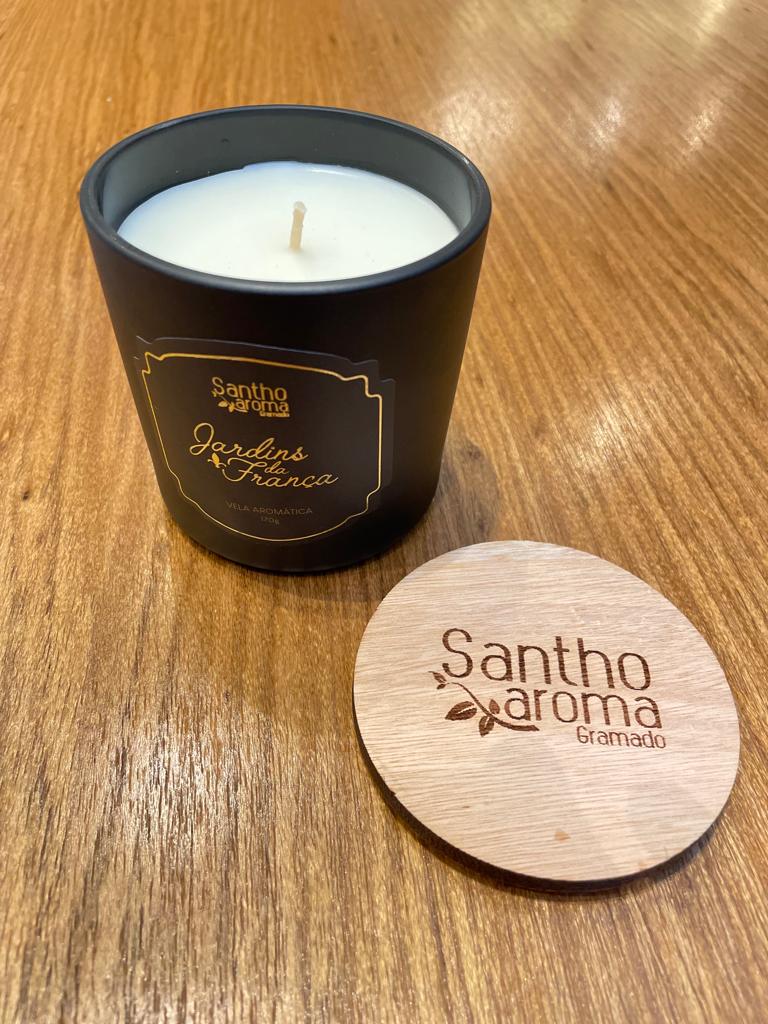 Santho
aroma
Gramado
Jardins
da
França
VELA AROMÁTICA
170g
Santho
aroma
Gramado